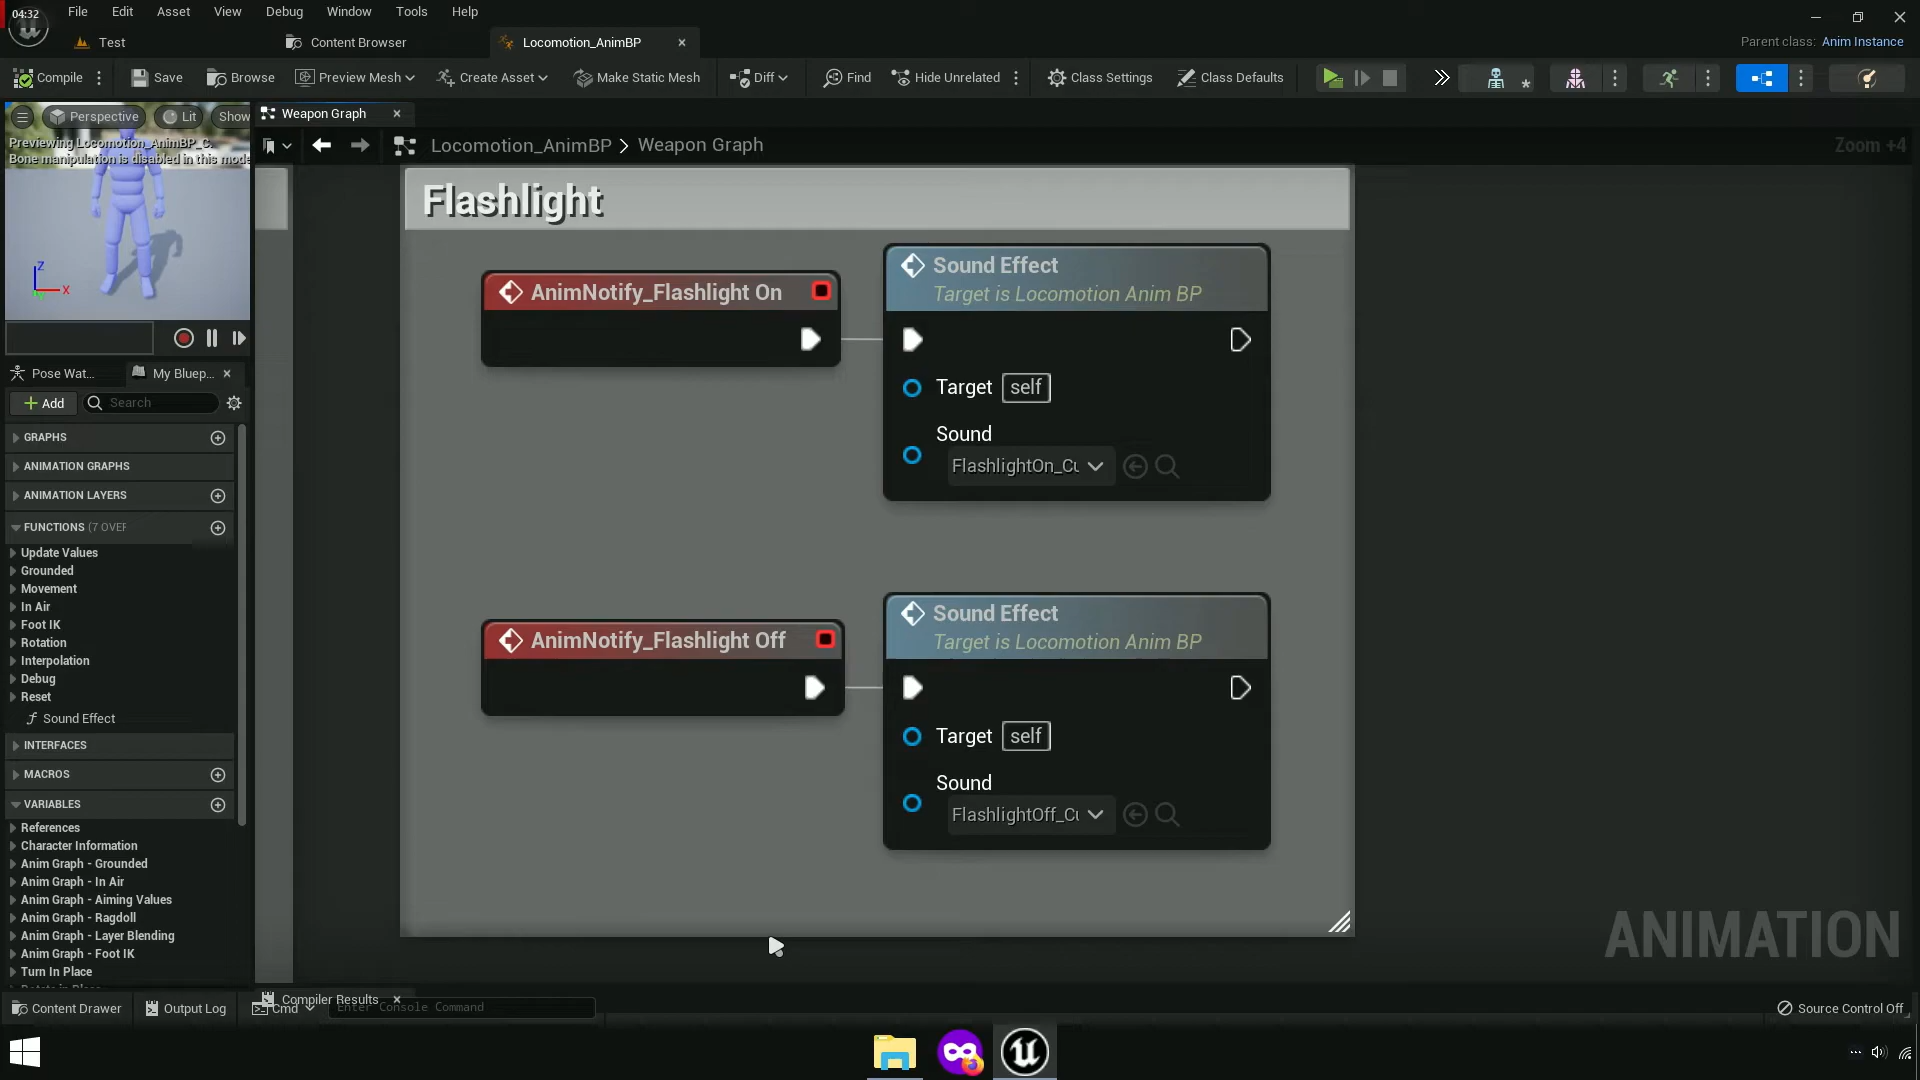 04:32
File Edit Asset View Debug Window Tools Help
Test
Content Browser
Locomotion_AnimBP
Parent class: Anim Instance
Compile
Save
Browse
Preview Mesh
Create Asset
Make Static Mesh
Diff
Find
Hide Unrelated
Class Settings
Class Defaults
Perspective
Lit
Show
Previewing Locomotion_AnimBP_C.
Bone manipulation is disabled in this mode
Z
X
Weapon Graph
Locomotion_AnimBP > Weapon Graph
Zoom +4
Flashlight
AnimNotify_Flashlight On
Sound Effect
Target is Locomotion Anim BP
Target self
Sound
FlashlightOn_Cu
AnimNotify_Flashlight Off
Sound Effect
Target is Locomotion Anim BP
Target self
Sound
FlashlightOff_Cu
ANIMATION
Pose Wat...
My Bluep...
Add
Search
GRAPHS
ANIMATION GRAPHS
ANIMATION LAYERS
FUNCTIONS (7 OVER
Update Values
Grounded
Movement
In Air
Foot IK
Rotation
Interpolation
Debug
Reset
Sound Effect
INTERFACES
MACROS
VARIABLES
References
Character Information
Anim Graph - Grounded
Anim Graph - In Air
Anim Graph - Aiming Values
Anim Graph - Ragdoll
Anim Graph - Layer Blending
Anim Graph - Foot IK
Turn In Place
Compiler Results
Content Drawer
Output Log
Cmd
Enter Console Command
Source Control Off